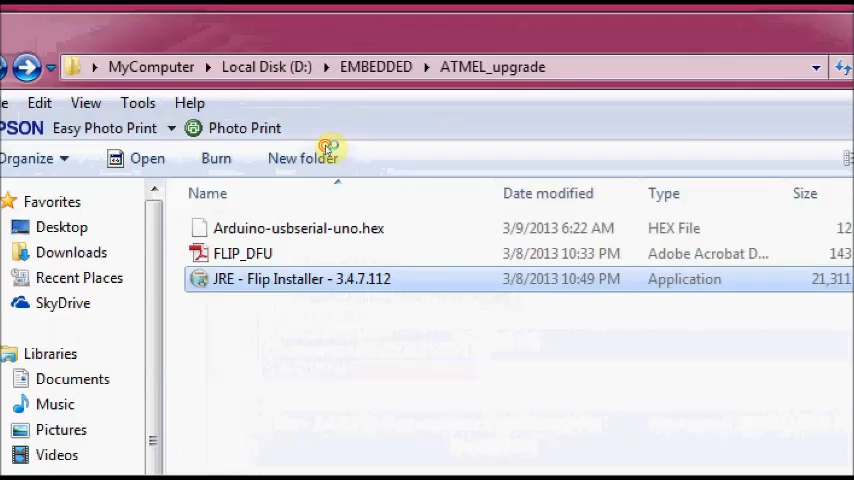 MyComputer Local Disk (D:) EMBEDDED ATMEL_upgrade
e Edit View Tools Help
PSON Easy Photo Print Photo Print
Organize Open Burn New folder
Name Date modified Type Size
Favorites
Desktop
Downloads
Recent Places
SkyDrive
Libraries
Documents
Music
Pictures
Videos
Arduino-usbserial-uno.hex 3/9/2013 6:22 AM HEX File 12
FLIP_DFU 3/8/2013 10:33 PM Adobe Acrobat D... 143
JRE - Flip Installer - 3.4.7.112 3/8/2013 10:49 PM Application 21,311